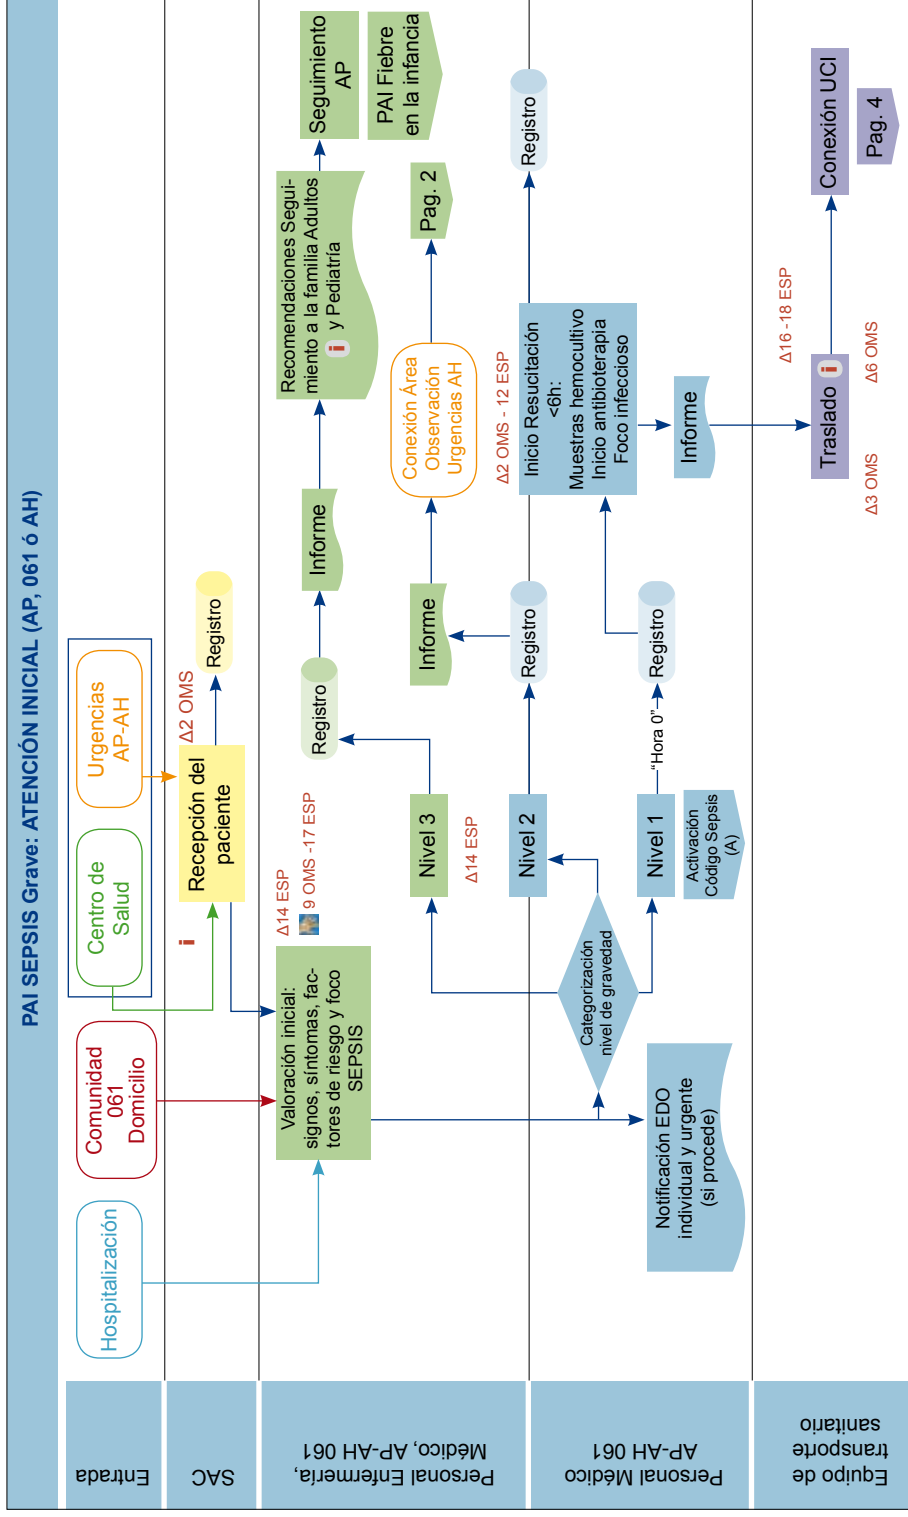 PAI SEPSIS Grave: ATENCIÓN INICIAL (AP, 061 ó AH)
Entrada
Hospitalización
Comunidad
061
Domicilio
Centro de
Salud
Urgencias
AP-AH
SAC
i
Recepción del
paciente
Δ2 OMS
Registro
Personal Enfermería,
Médico, AP-AH 061
Valoración inicial:
signos, síntomas, fac-
tores de riesgo y foco
SEPSIS
Δ14 ESP
9 OMS -17 ESP
Registro
Informe
Recomendaciones Segui-
miento a la familia Adultos
i y Pediatría
Seguimiento
AP
PAI Fiebre
en la infancia
Nivel 3
Δ14 ESP
Informe
Conexión Área
Observación
Urgencias AH
Pag. 2
Δ2 OMS - 12 ESP
Personal Médico
AP-AH 061
Notificación EDO
individual y urgente
(si procede)
Categorización
nivel de gravedad
Nivel 2
Registro
Nivel 1
Activación
Código Sepsis
(A)
“Hora 0”
Registro
Inicio Resucitación
<6h:
Muestras hemocultivo
Inicio antibioterapia
Foco infeccioso
Registro
Informe
Equipo de
transporte
sanitario
Traslado i
Δ3 OMS
Δ6 OMS
Δ16 -18 ESP
Conexión UCI
Pag. 4